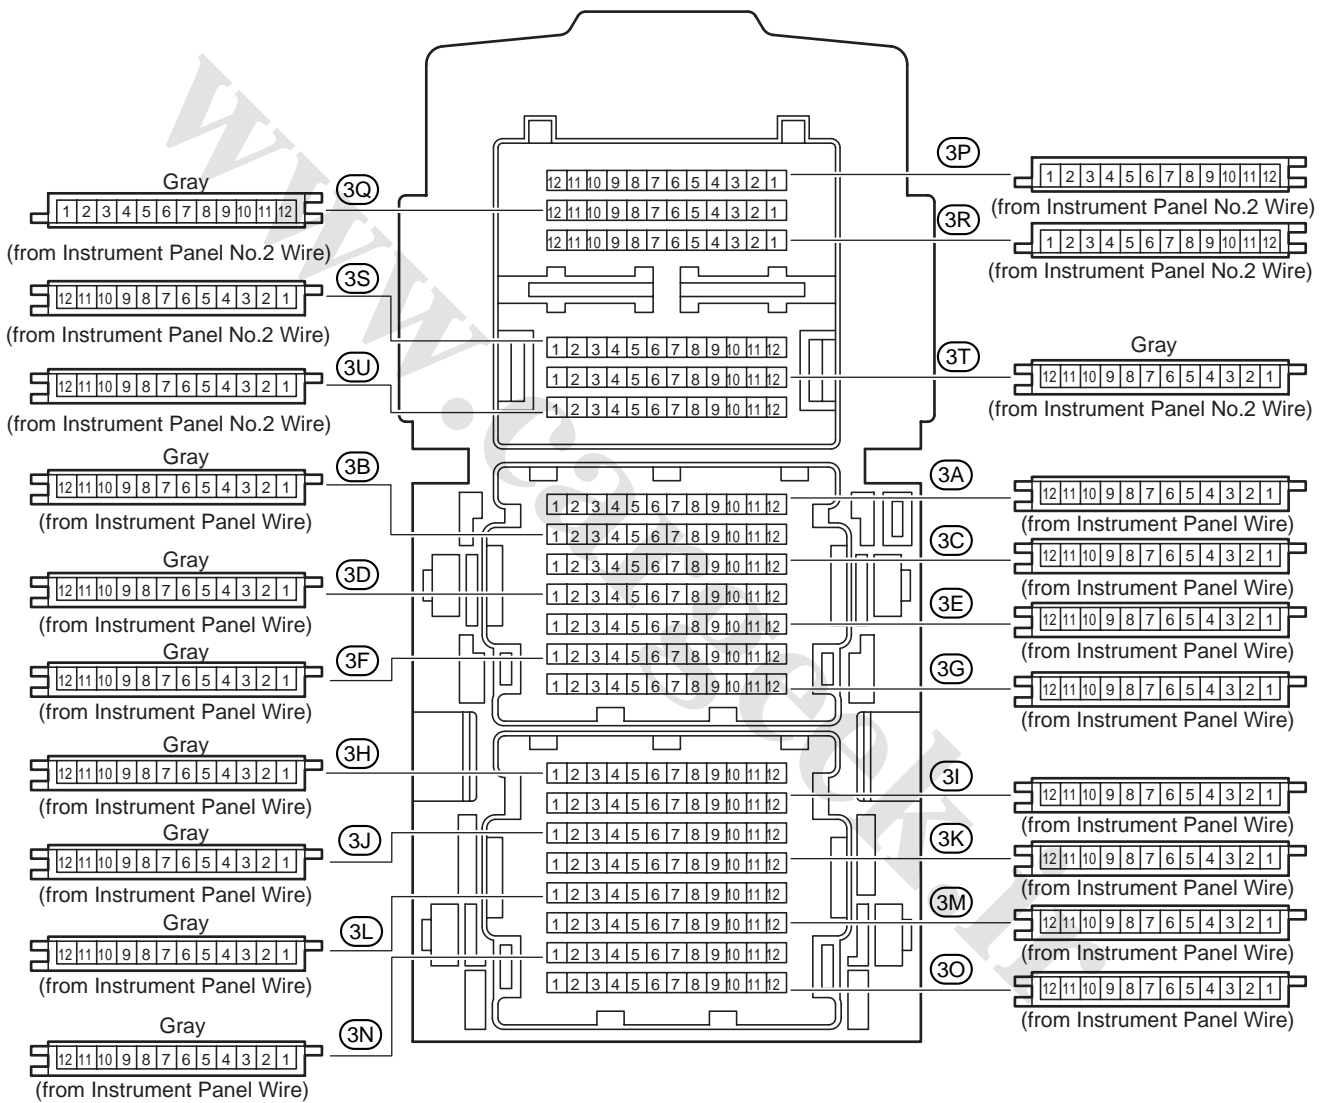 3P
1 2 3 4 5 6 7 8 9 10 11 12
(from Instrument Panel No.2 Wire)
3R
1 2 3 4 5 6 7 8 9 10 11 12
(from Instrument Panel No.2 Wire)
Gray
3Q
1 2 3 4 5 6 7 8 9 10 11 12
(from Instrument Panel No.2 Wire)
3S
12 11 10 9 8 7 6 5 4 3 2 1
(from Instrument Panel No.2 Wire)
3U
12 11 10 9 8 7 6 5 4 3 2 1
(from Instrument Panel No.2 Wire)
3T
Gray
12 11 10 9 8 7 6 5 4 3 2 1
(from Instrument Panel No.2 Wire)
12 11 10 9 8 7 6 5 4 3 2 1
12 11 10 9 8 7 6 5 4 3 2 1
12 11 10 9 8 7 6 5 4 3 2 1
1 2 3 4 5 6 7 8 9 10 11 12
1 2 3 4 5 6 7 8 9 10 11 12
1 2 3 4 5 6 7 8 9 10 11 12
Gray
3B
12 11 10 9 8 7 6 5 4 3 2 1
(from Instrument Panel Wire)
Gray
3D
12 11 10 9 8 7 6 5 4 3 2 1
(from Instrument Panel Wire)
Gray
3F
12 11 10 9 8 7 6 5 4 3 2 1
(from Instrument Panel Wire)
1 2 3 4 5 6 7 8 9 10 11 12
1 2 3 4 5 6 7 8 9 10 11 12
1 2 3 4 5 6 7 8 9 10 11 12
1 2 3 4 5 6 7 8 9 10 11 12
1 2 3 4 5 6 7 8 9 10 11 12
1 2 3 4 5 6 7 8 9 10 11 12
1 2 3 4 5 6 7 8 9 10 11 12
3A
12 11 10 9 8 7 6 5 4 3 2 1
(from Instrument Panel Wire)
3C
12 11 10 9 8 7 6 5 4 3 2 1
(from Instrument Panel Wire)
3E
12 11 10 9 8 7 6 5 4 3 2 1
(from Instrument Panel Wire)
3G
12 11 10 9 8 7 6 5 4 3 2 1
(from Instrument Panel Wire)
Gray
3H
12 11 10 9 8 7 6 5 4 3 2 1
(from Instrument Panel Wire)
Gray
3J
12 11 10 9 8 7 6 5 4 3 2 1
(from Instrument Panel Wire)
Gray
3L
12 11 10 9 8 7 6 5 4 3 2 1
(from Instrument Panel Wire)
Gray
3N
12 11 10 9 8 7 6 5 4 3 2 1
(from Instrument Panel Wire)
1 2 3 4 5 6 7 8 9 10 11 12
1 2 3 4 5 6 7 8 9 10 11 12
1 2 3 4 5 6 7 8 9 10 11 12
1 2 3 4 5 6 7 8 9 10 11 12
1 2 3 4 5 6 7 8 9 10 11 12
1 2 3 4 5 6 7 8 9 10 11 12
1 2 3 4 5 6 7 8 9 10 11 12
1 2 3 4 5 6 7 8 9 10 11 12
3I
12 11 10 9 8 7 6 5 4 3 2 1
(from Instrument Panel Wire)
3K
12 11 10 9 8 7 6 5 4 3 2 1
(from Instrument Panel Wire)
3M
12 11 10 9 8 7 6 5 4 3 2 1
(from Instrument Panel Wire)
3O
12 11 10 9 8 7 6 5 4 3 2 1
(from Instrument Panel Wire)
www.cargeek.ir